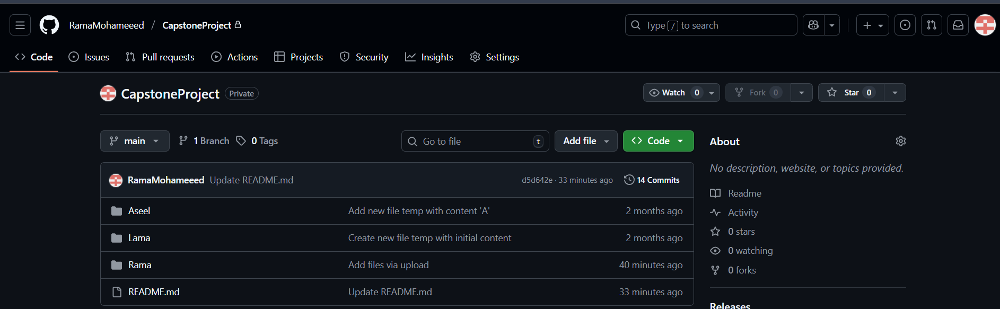 RamaMohameeed / CapstoneProject
Type / to search
Code Issues Pull requests Actions Projects Security Insights Settings
CapstoneProject Private
Watch 0 Fork 0 Star 0
main 1 Branch 0 Tags
Go to file t Add file Code
RamaMohameeed Update README.md d5d642e · 33 minutes ago 14 Commits
Aseel Add new file temp with content 'A' 2 months ago
Lama Create new file temp with initial content 2 months ago
Rama Add files via upload 40 minutes ago
README.md Update README.md 33 minutes ago
About
No description, website, or topics provided.
Readme
Activity
0 stars
0 watching
0 forks
Releases